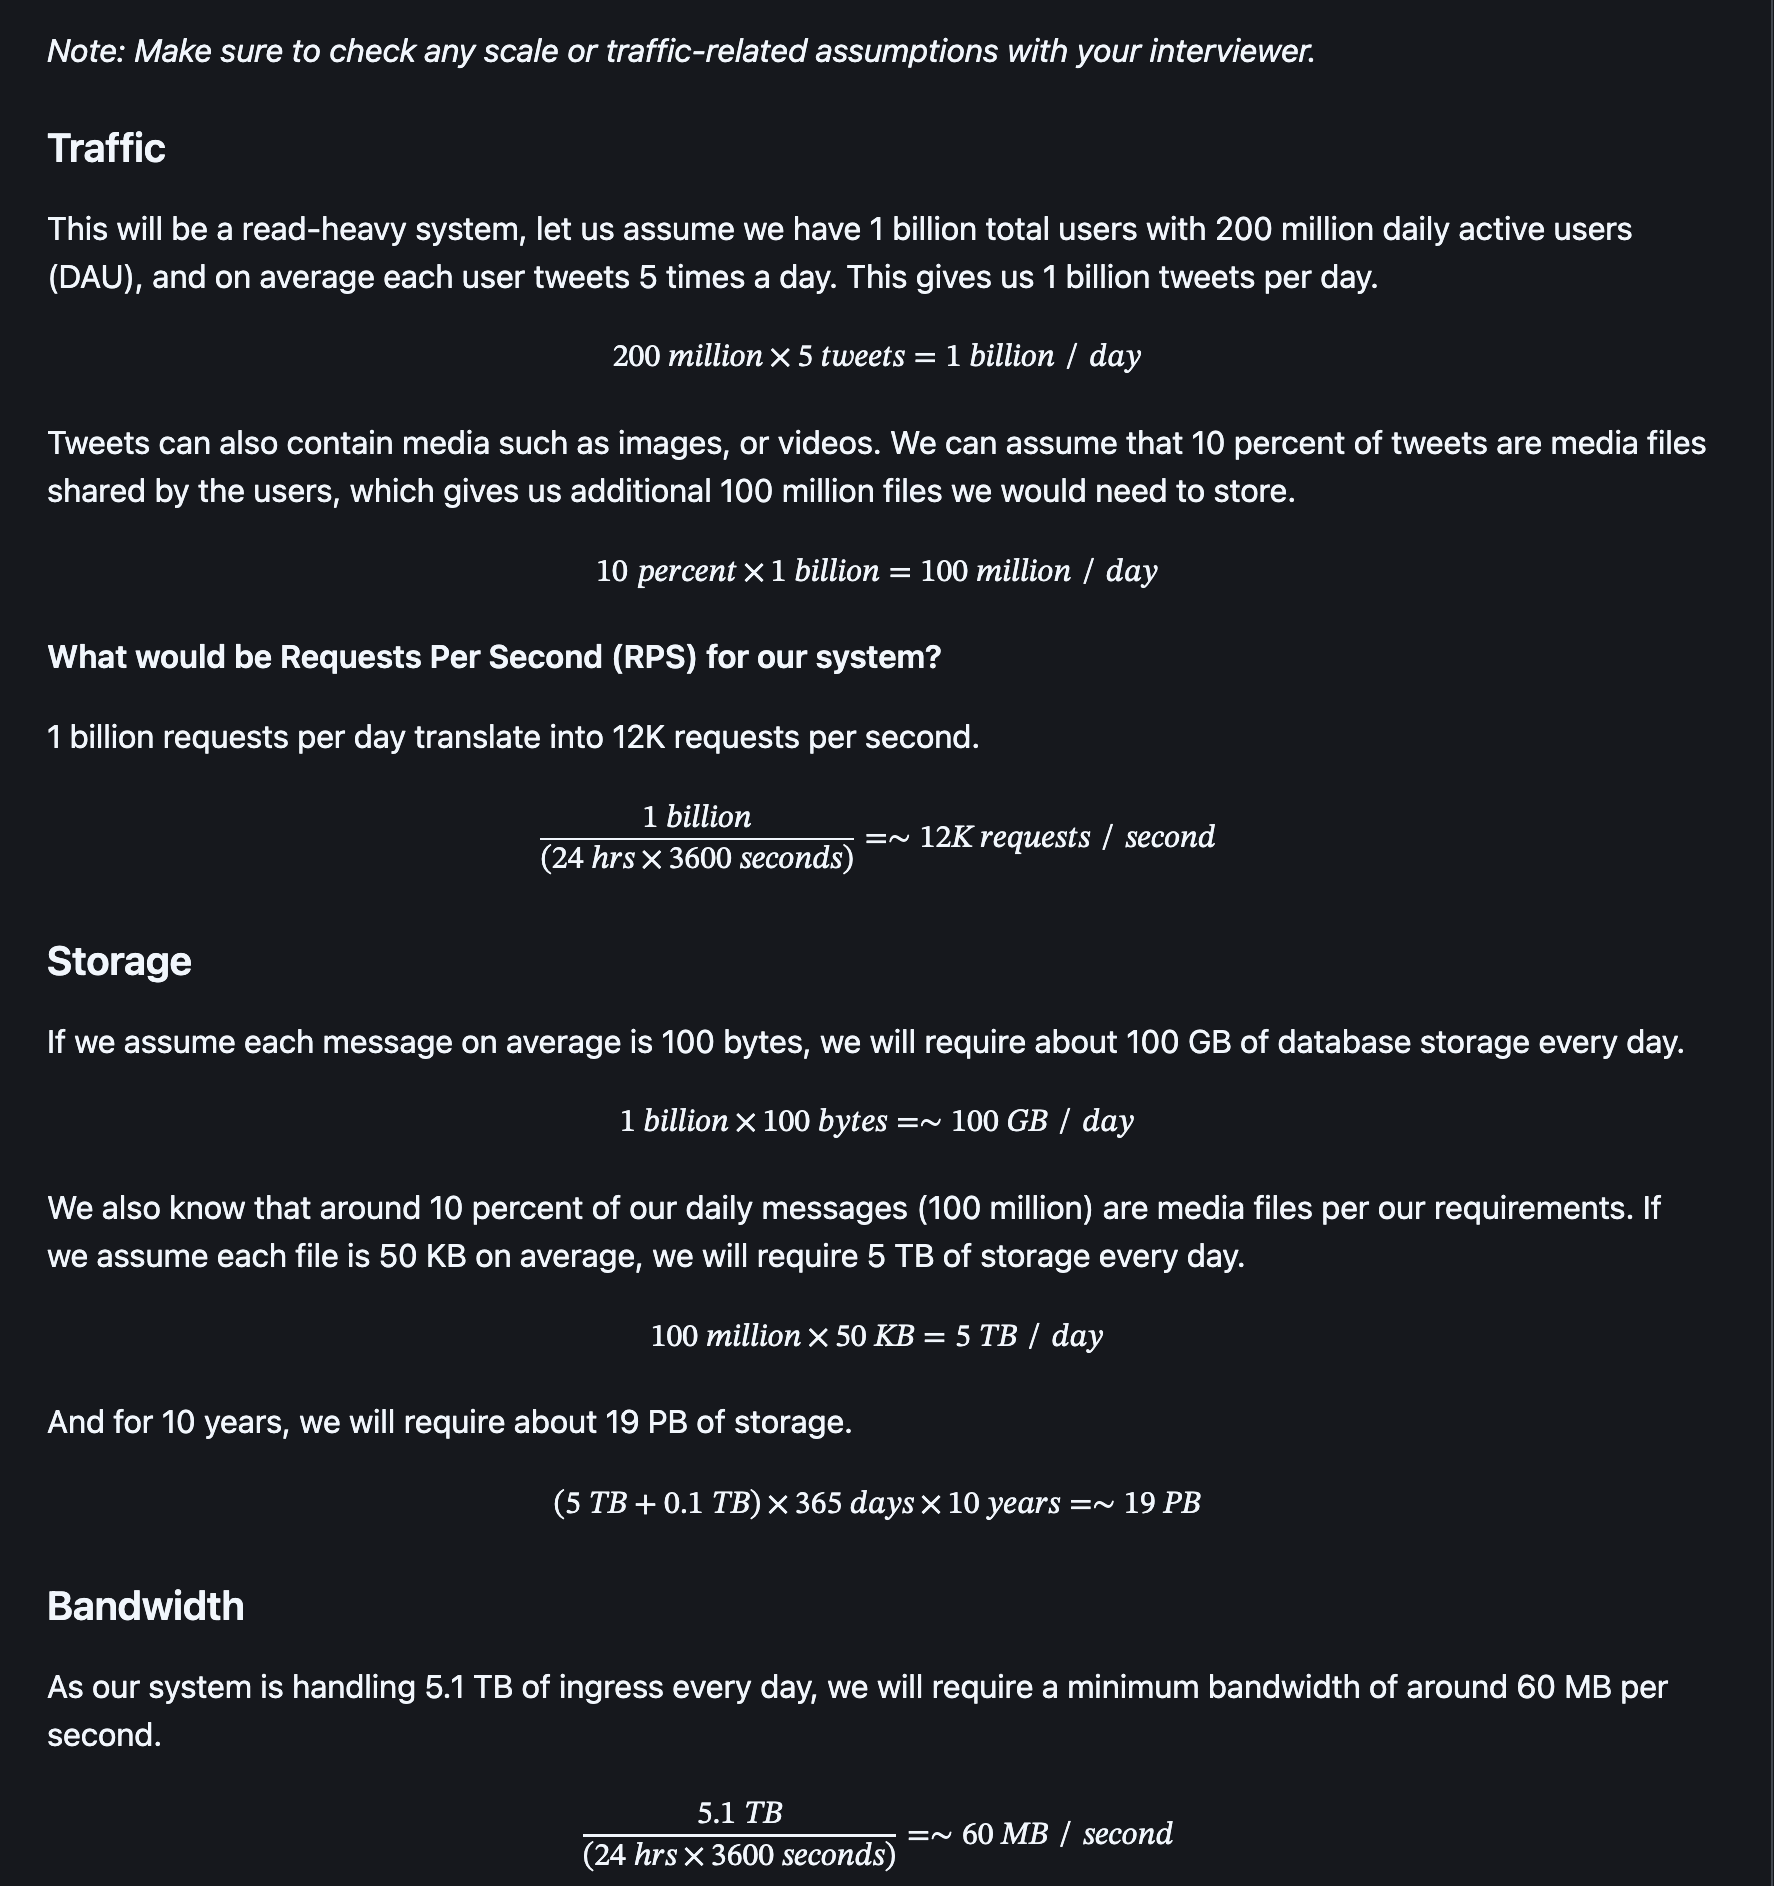 Note: Make sure to check any scale or traffic-related assumptions with your interviewer.
Traffic
This will be a read-heavy system, let us assume we have 1 billion total users with 200 million daily active users
(DAU), and on average each user tweets 5 times a day. This gives us 1 billion tweets per day.
200 million × 5 tweets = 1 billion / day
Tweets can also contain media such as images, or videos. We can assume that 10 percent of tweets are media files
shared by the users, which gives us additional 100 million files we would need to store.
10 percent × 1 billion = 100 million / day
What would be Requests Per Second (RPS) for our system?
1 billion requests per day translate into 12K requests per second.
1 billion
(24 hrs × 3600 seconds) =∼ 12K requests / second
Storage
If we assume each message on average is 100 bytes, we will require about 100 GB of database storage every day.
1 billion × 100 bytes =∼ 100 GB / day
We also know that around 10 percent of our daily messages (100 million) are media files per our requirements. If
we assume each file is 50 KB on average, we will require 5 TB of storage every day.
100 million × 50 KB = 5 TB / day
And for 10 years, we will require about 19 PB of storage.
(5 TB + 0.1 TB) × 365 days × 10 years =∼ 19 PB
Bandwidth
As our system is handling 5.1 TB of ingress every day, we will require a minimum bandwidth of around 60 MB per
second.
5.1 TB
(24 hrs × 3600 seconds) =∼ 60 MB / second